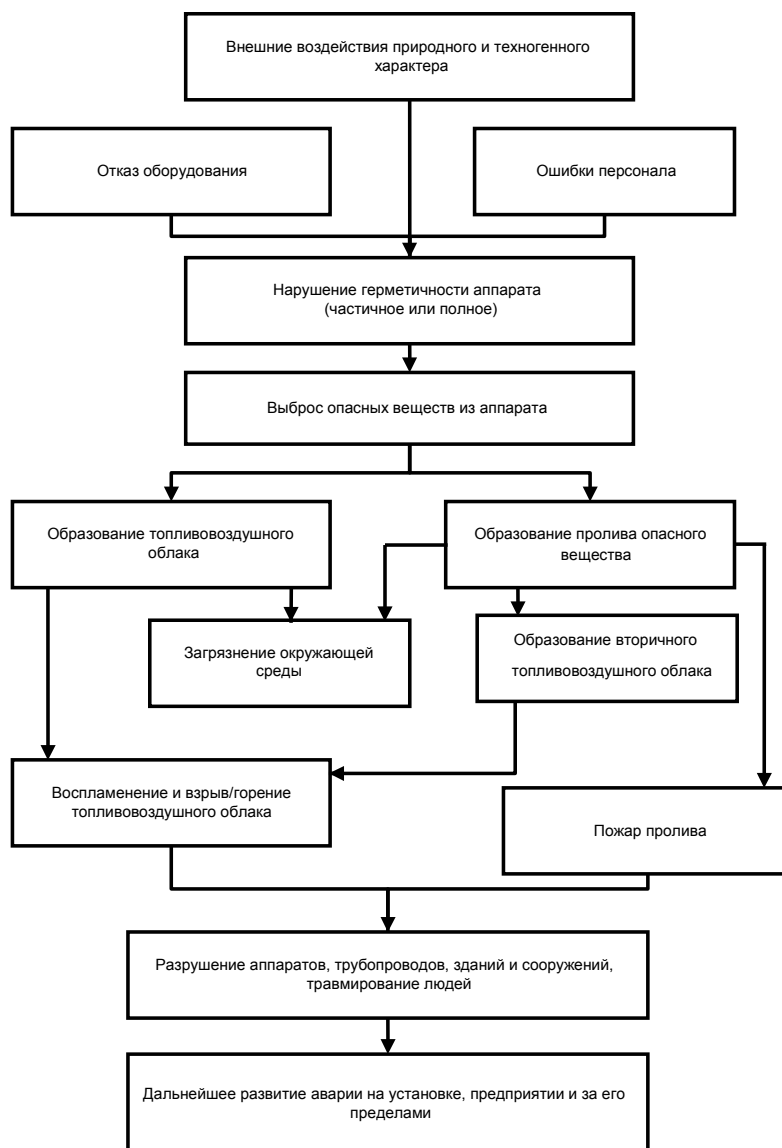 Внешние воздействия природного и техногенного
характера
Отказ оборудования
Ошибки персонала
Нарушение герметичности аппарата
(частичное или полное)
Выброс опасных веществ из аппарата
Образование топливовоздушного
облака
Образование пролива опасного
вещества
Загрязнение окружающей
среды
Образование вторичного
топливовоздушного облака
Воспламенение и взрыв/горение
топливовоздушного облака
Пожар пролива
Разрушение аппаратов, трубопроводов, зданий и сооружений,
травмирование людей
Дальнейшее развитие аварии на установке, предприятии и за его
пределами